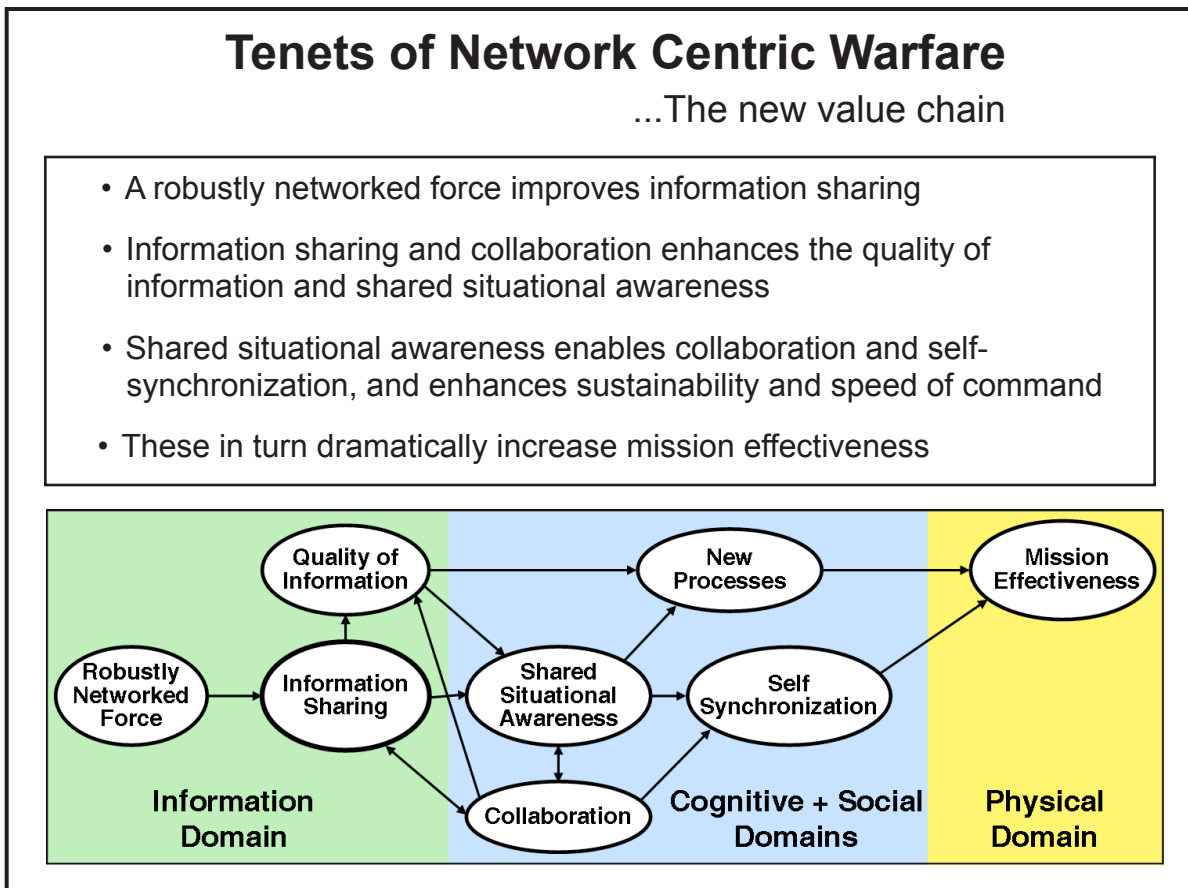 Tenets of Network Centric Warfare
...The new value chain
• A robustly networked force improves information sharing
• Information sharing and collaboration enhances the quality of
information and shared situational awareness
• Shared situational awareness enables collaboration and self-
synchronization, and enhances sustainability and speed of command
• These in turn dramatically increase mission effectiveness
Quality of
Information
New
Processes
Mission
Effectiveness
Robustly
Networked
Force
Information
Sharing
Shared
Situational
Awareness
Self
Synchronization
Collaboration
Information
Domain
Cognitive + Social
Domains
Physical
Domain